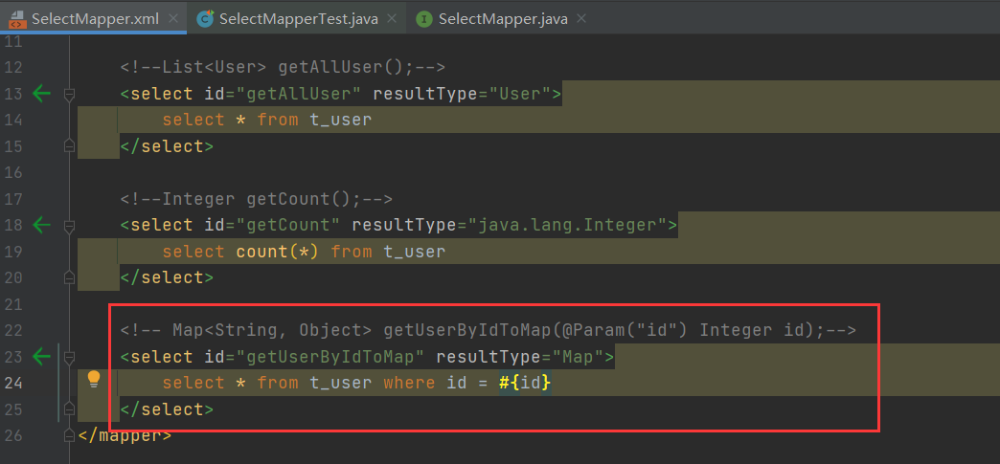 SelectMapper.xml SelectMapperTest.java SelectMapper.java
11
12 <!--List<User> getAllUser();-->
13 <select id="getAllUser" resultType="User">
14 select * from t_user
15 </select>
16
17 <!--Integer getCount();-->
18 <select id="getCount" resultType="java.lang.Integer">
19 select count(*) from t_user
20 </select>
21
22 <!-- Map<String, Object> getUserByIdToMap(@Param("id") Integer id);-->
23 <select id="getUserByIdToMap" resultType="Map">
24 select * from t_user where id = #{id}
25 </select>
26 </mapper>